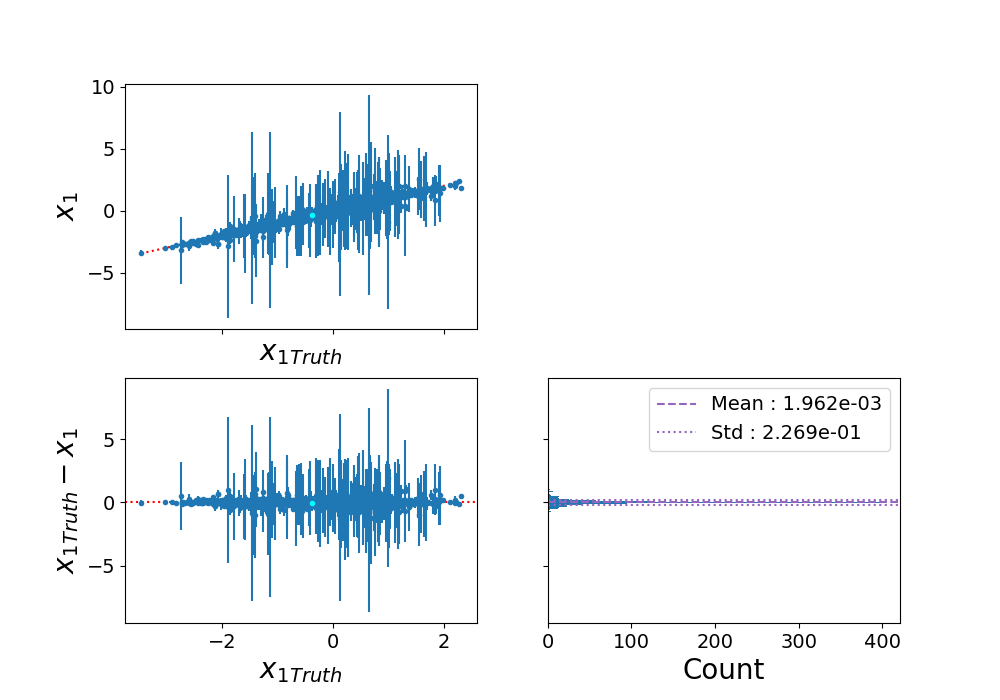 10
5
0
−5
x₁
x₁Truth
5
0
−5
x₁Truth − x₁
−2 0 2
x₁Truth
Mean : 1.962e-03
Std : 2.269e-01
0 100 200 300 400
Count